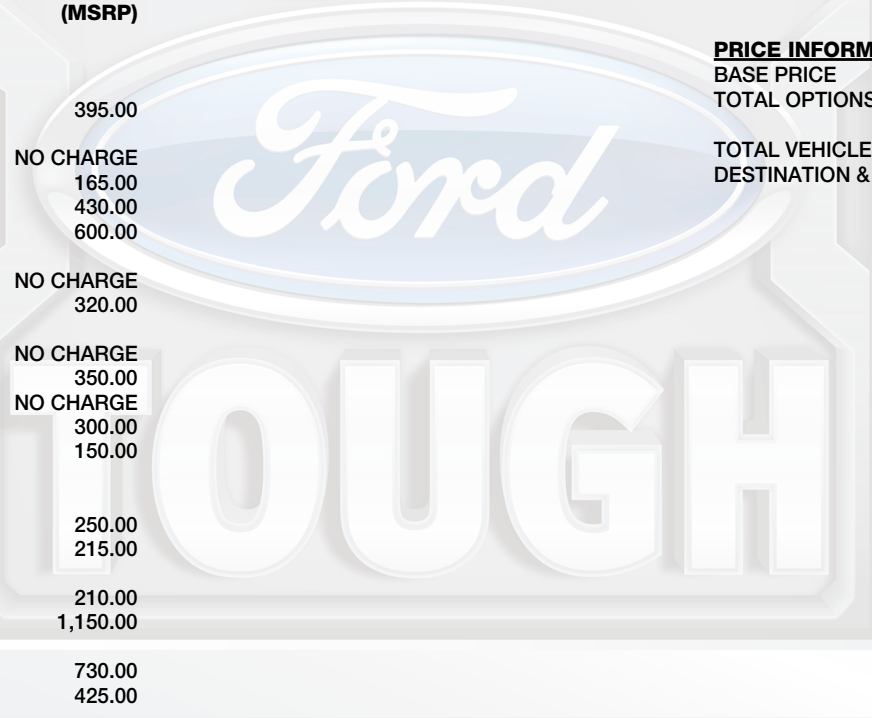 (MSRP)
395.00
NO CHARGE
165.00
430.00
600.00
NO CHARGE
320.00
NO CHARGE
350.00
NO CHARGE
300.00
150.00
250.00
215.00
210.00
1,150.00
730.00
425.00
PRICE INFORM
BASE PRICE
TOTAL OPTIONS
TOTAL VEHICLE
DESTINATION &
Ford
TOUGH